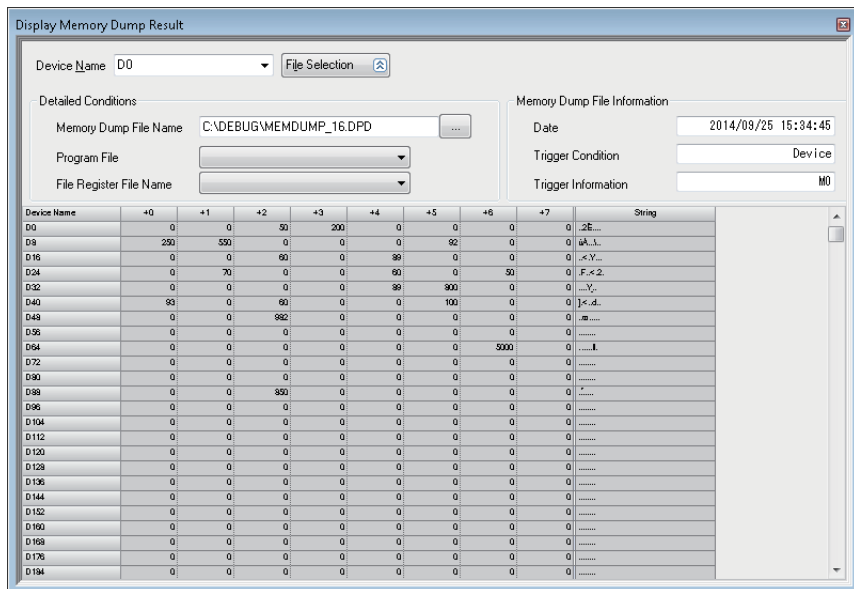 Display Memory Dump Result
Device Name D0 File Selection
Detailed Conditions
Memory Dump File Name C:\DEBUG\MEMDUMP_16.DPD ...
Program File
File Register File Name
Memory Dump File Information
Date 2014/09/25 15:34:45
Trigger Condition Device
Trigger Information M0
Device Name +0 +1 +2 +3 +4 +5 +6 +7 String
D0 0 0 50 200 0 0 0 0 ..2È....
D8 250 550 0 0 0 92 0 0
D16 0 0 60 0 89 0 0 0 ..<.Y...
D24 0 70 0 0 60 0 50 0 .F..<.2.
D32 0 0 0 0 89 0 0
D40 93 0 60 0 0 100 0 0 ].<..d..
D48 0 0 982 0 0 0 0 0
D56 0 0 0 0 0 0 0 0 ........
D64 0 0 0 0 0 0 5000 0
D72 0 0 0 0 0 0 0 0 ........
D80 0 0 0 0 0 0 0 0 ........
D88 0 0 850 0 0 0 0 0
D96 0 0 0 0 0 0 0 0 ........
D104 0 0 0 0 0 0 0 0 ........
D112 0 0 0 0 0 0 0 0 ........
D120 0 0 0 0 0 0 0 0 ........
D128 0 0 0 0 0 0 0 0 ........
D136 0 0 0 0 0 0 0 0 ........
D144 0 0 0 0 0 0 0 0 ........
D152 0 0 0 0 0 0 0 0 ........
D160 0 0 0 0 0 0 0 0 ........
D168 0 0 0 0 0 0 0 0 ........
D176 0 0 0 0 0 0 0 0 ........
D184 0 0 0 0 0 0 0 0 ........